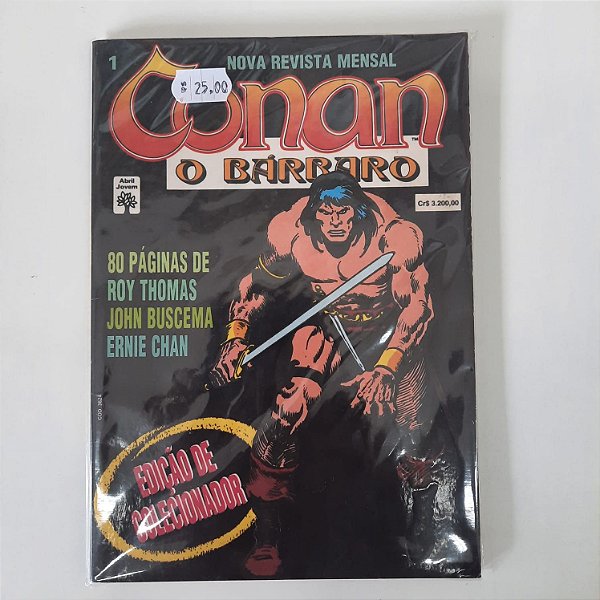 1
NOVA REVISTA MENSAL
R$ 25,00
Conan
TM
O BÁRBARO
Abril
Jovem
Cr$ 3.200,00
80 PÁGINAS DE
ROY THOMAS
JOHN BUSCEMA
ERNIE CHAN
EDIÇÃO DE
COLECIONADOR